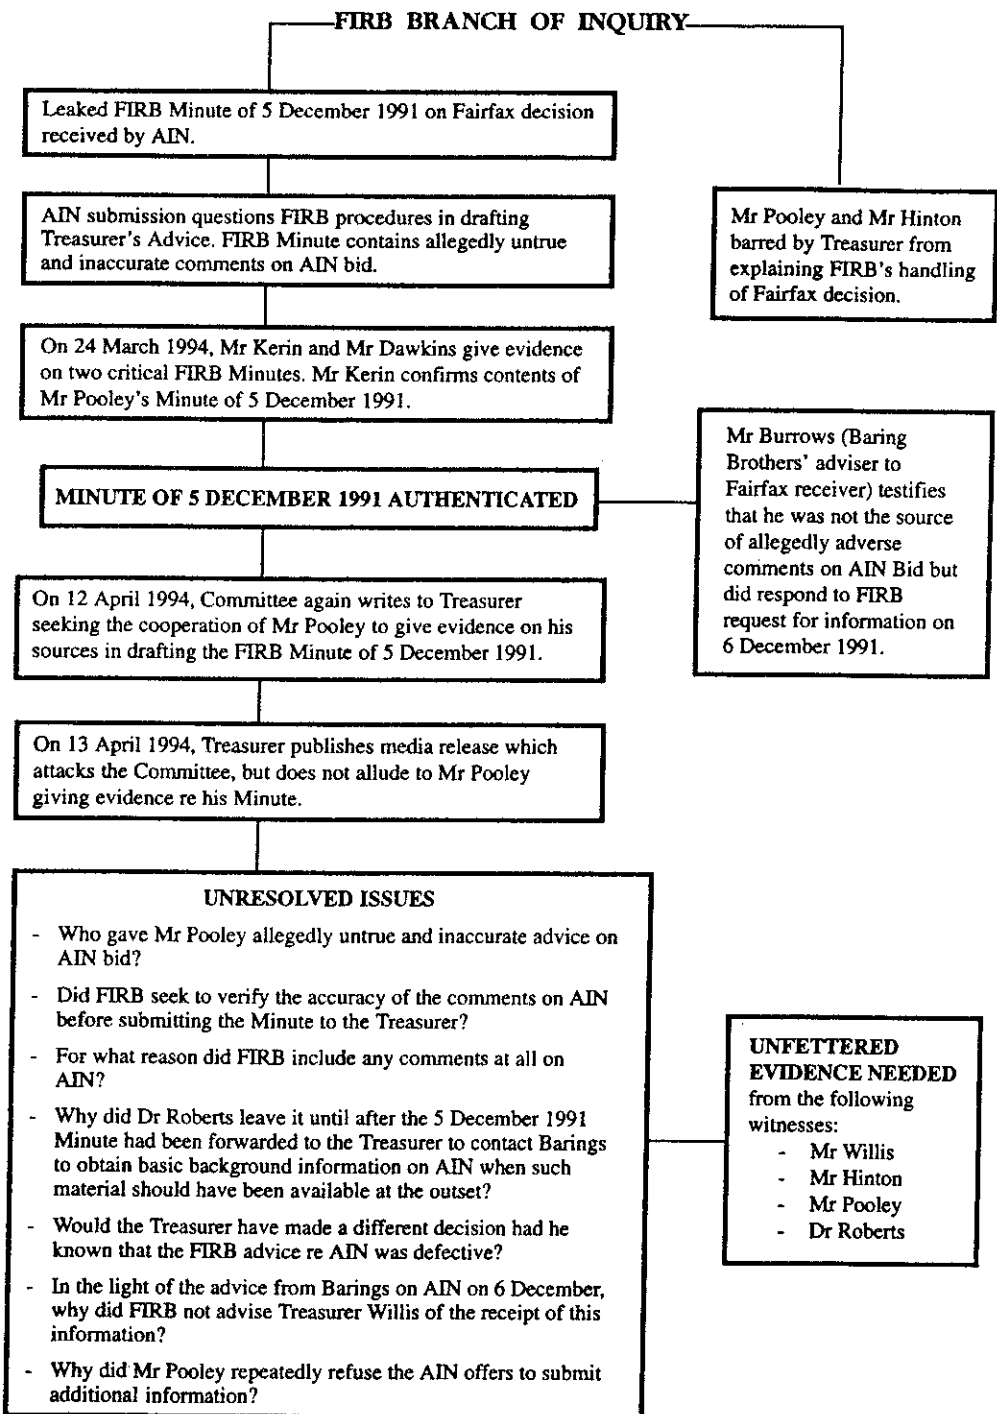 FIRB BRANCH OF INQUIRY
Leaked FIRB Minute of 5 December 1991 on Fairfax decision
received by AIN.
AIN submission questions FIRB procedures in drafting
Treasurer's Advice. FIRB Minute contains allegedly untrue
and inaccurate comments on AIN bid.
Mr Pooley and Mr Hinton
barred by Treasurer from
explaining FIRB's handling
of Fairfax decision.
On 24 March 1994, Mr Kerin and Mr Dawkins give evidence
on two critical FIRB Minutes. Mr Kerin confirms contents of
Mr Pooley's Minute of 5 December 1991.
MINUTE OF 5 DECEMBER 1991 AUTHENTICATED
Mr Burrows (Baring
Brothers' adviser to
Fairfax receiver) testifies
that he was not the source
of allegedly adverse
comments on AIN Bid but
did respond to FIRB
request for information on
6 December 1991.
On 12 April 1994, Committee again writes to Treasurer
seeking the cooperation of Mr Pooley to give evidence on his
sources in drafting the FIRB Minute of 5 December 1991.
On 13 April 1994, Treasurer publishes media release which
attacks the Committee, but does not allude to Mr Pooley
giving evidence re his Minute.
UNRESOLVED ISSUES
- Who gave Mr Pooley allegedly untrue and inaccurate advice on
AIN bid?
- Did FIRB seek to verify the accuracy of the comments on AIN
before submitting the Minute to the Treasurer?
- For what reason did FIRB include any comments at all on
AIN?
- Why did Dr Roberts leave it until after the 5 December 1991
Minute had been forwarded to the Treasurer to contact Barings
to obtain basic background information on AIN when such
material should have been available at the outset?
- Would the Treasurer have made a different decision had he
known that the FIRB advice re AIN was defective?
- In the light of the advice from Barings on AIN on 6 December,
why did FIRB not advise Treasurer Willis of the receipt of this
information?
- Why did Mr Pooley repeatedly refuse the AIN offers to submit
additional information?
UNFETTERED
EVIDENCE NEEDED
from the following
witnesses:
- Mr Willis
- Mr Hinton
- Mr Pooley
- Dr Roberts